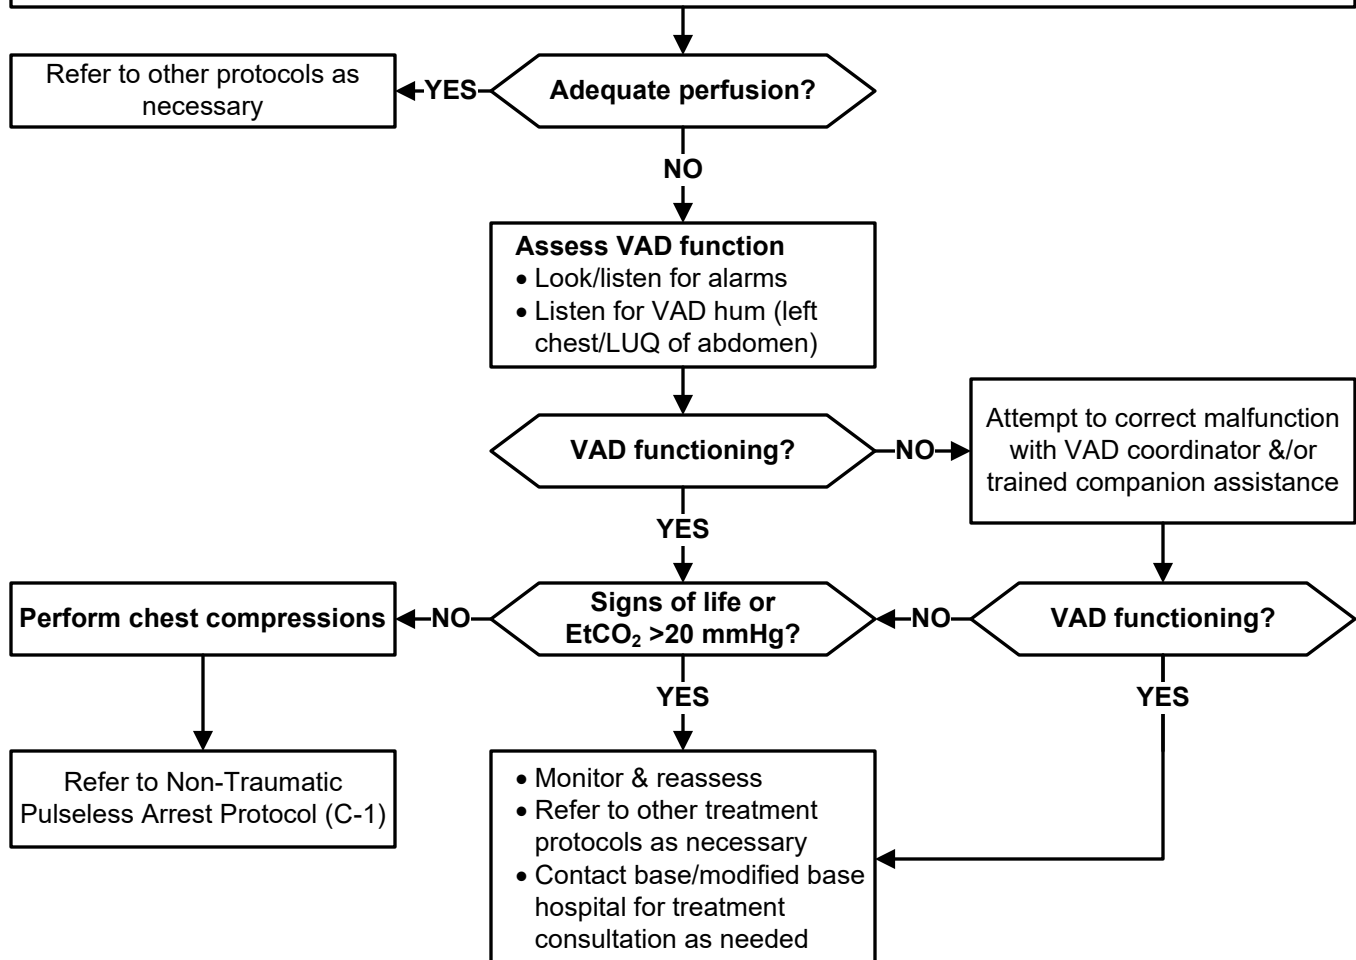 Adequate perfusion?
YES
Refer to other protocols as
necessary
NO
Assess VAD function
• Look/listen for alarms
• Listen for VAD hum (left
chest/LUQ of abdomen)
VAD functioning?
NO
Attempt to correct malfunction
with VAD coordinator &/or
trained companion assistance
YES
VAD functioning?
NO
YES
Signs of life or
EtCO₂ >20 mmHg?
NO
Perform chest compressions
Refer to Non-Traumatic
Pulseless Arrest Protocol (C-1)
YES
• Monitor & reassess
• Refer to other treatment
protocols as necessary
• Contact base/modified base
hospital for treatment
consultation as needed